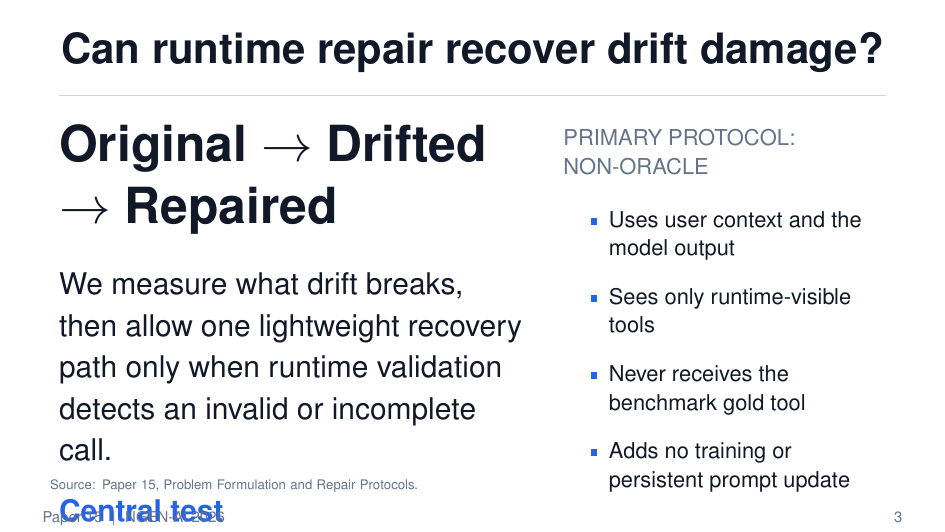 Can runtime repair recover drift damage?
Original → Drifted
→ Repaired
We measure what drift breaks,
then allow one lightweight recovery
path only when runtime validation
detects an invalid or incomplete
call.
Source: Paper 15, Problem Formulation and Repair Protocols.
Central test
PRIMARY PROTOCOL:
NON-ORACLE
▪ Uses user context and the
model output
▪ Sees only runtime-visible
tools
▪ Never receives the
benchmark gold tool
▪ Adds no training or
persistent prompt update
Paper 15 | 2026
3